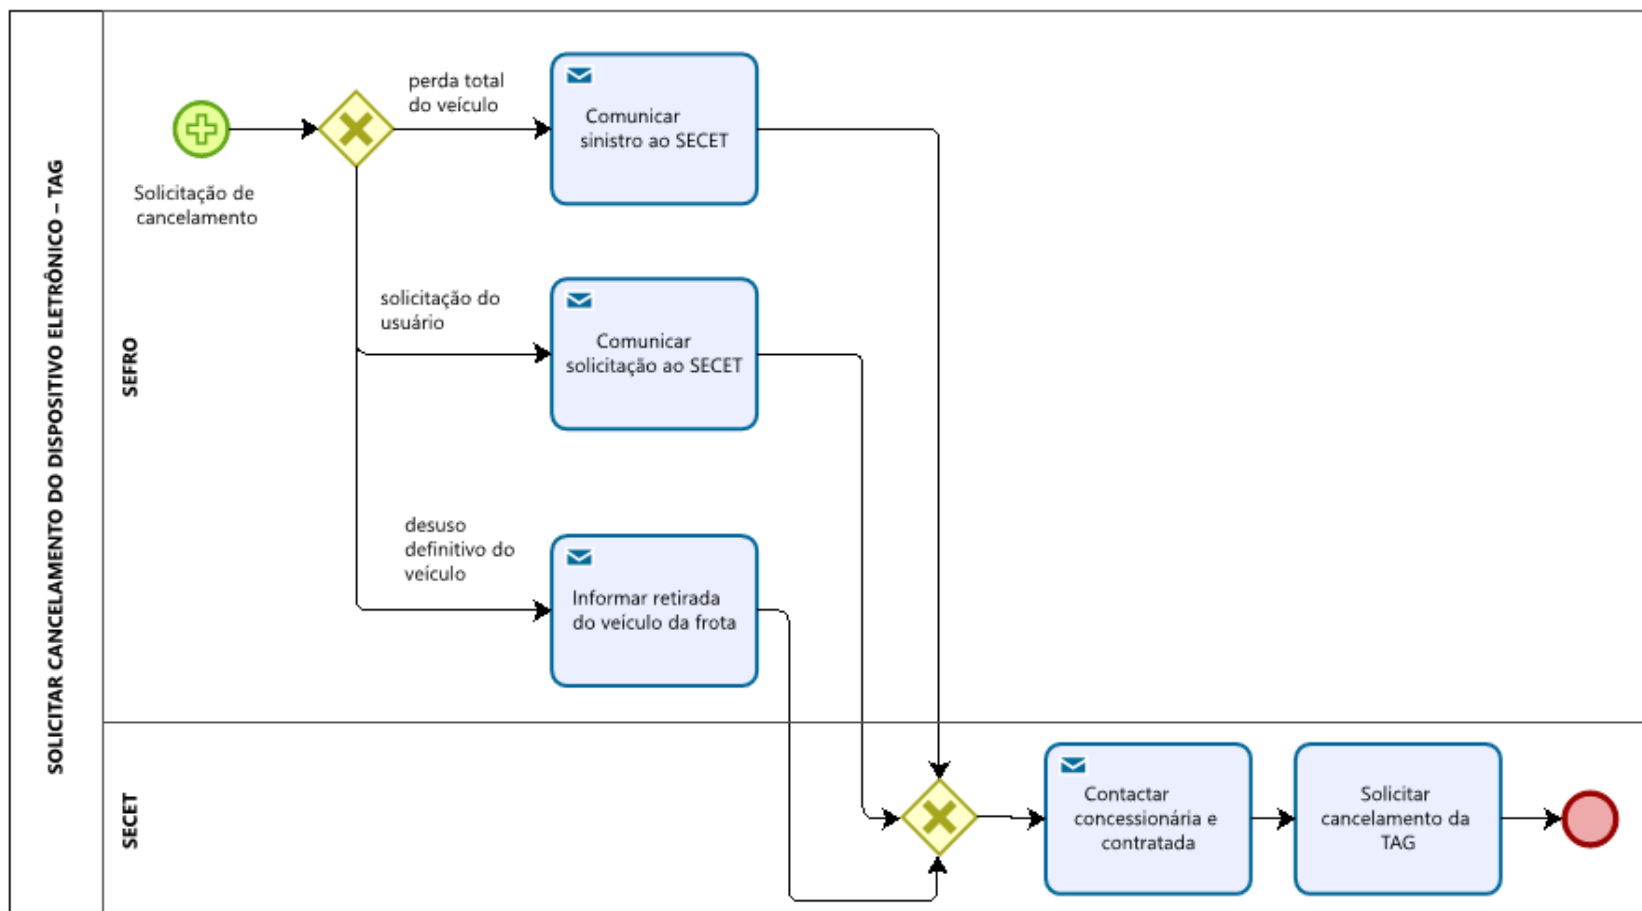 SOLICITAR CANCELAMENTO DO DISPOSITIVO ELETRÔNICO – TAG
SEFRO
Solicitação de
cancelamento
perda total
do veículo
Comunicar
sinistro ao SECET
solicitação do
usuário
Comunicar
solicitação ao SECET
desuso
definitivo do
veículo
Informar retirada
do veículo da frota
SECET
Contactar
concessionária e
contratada
Solicitar
cancelamento da
TAG